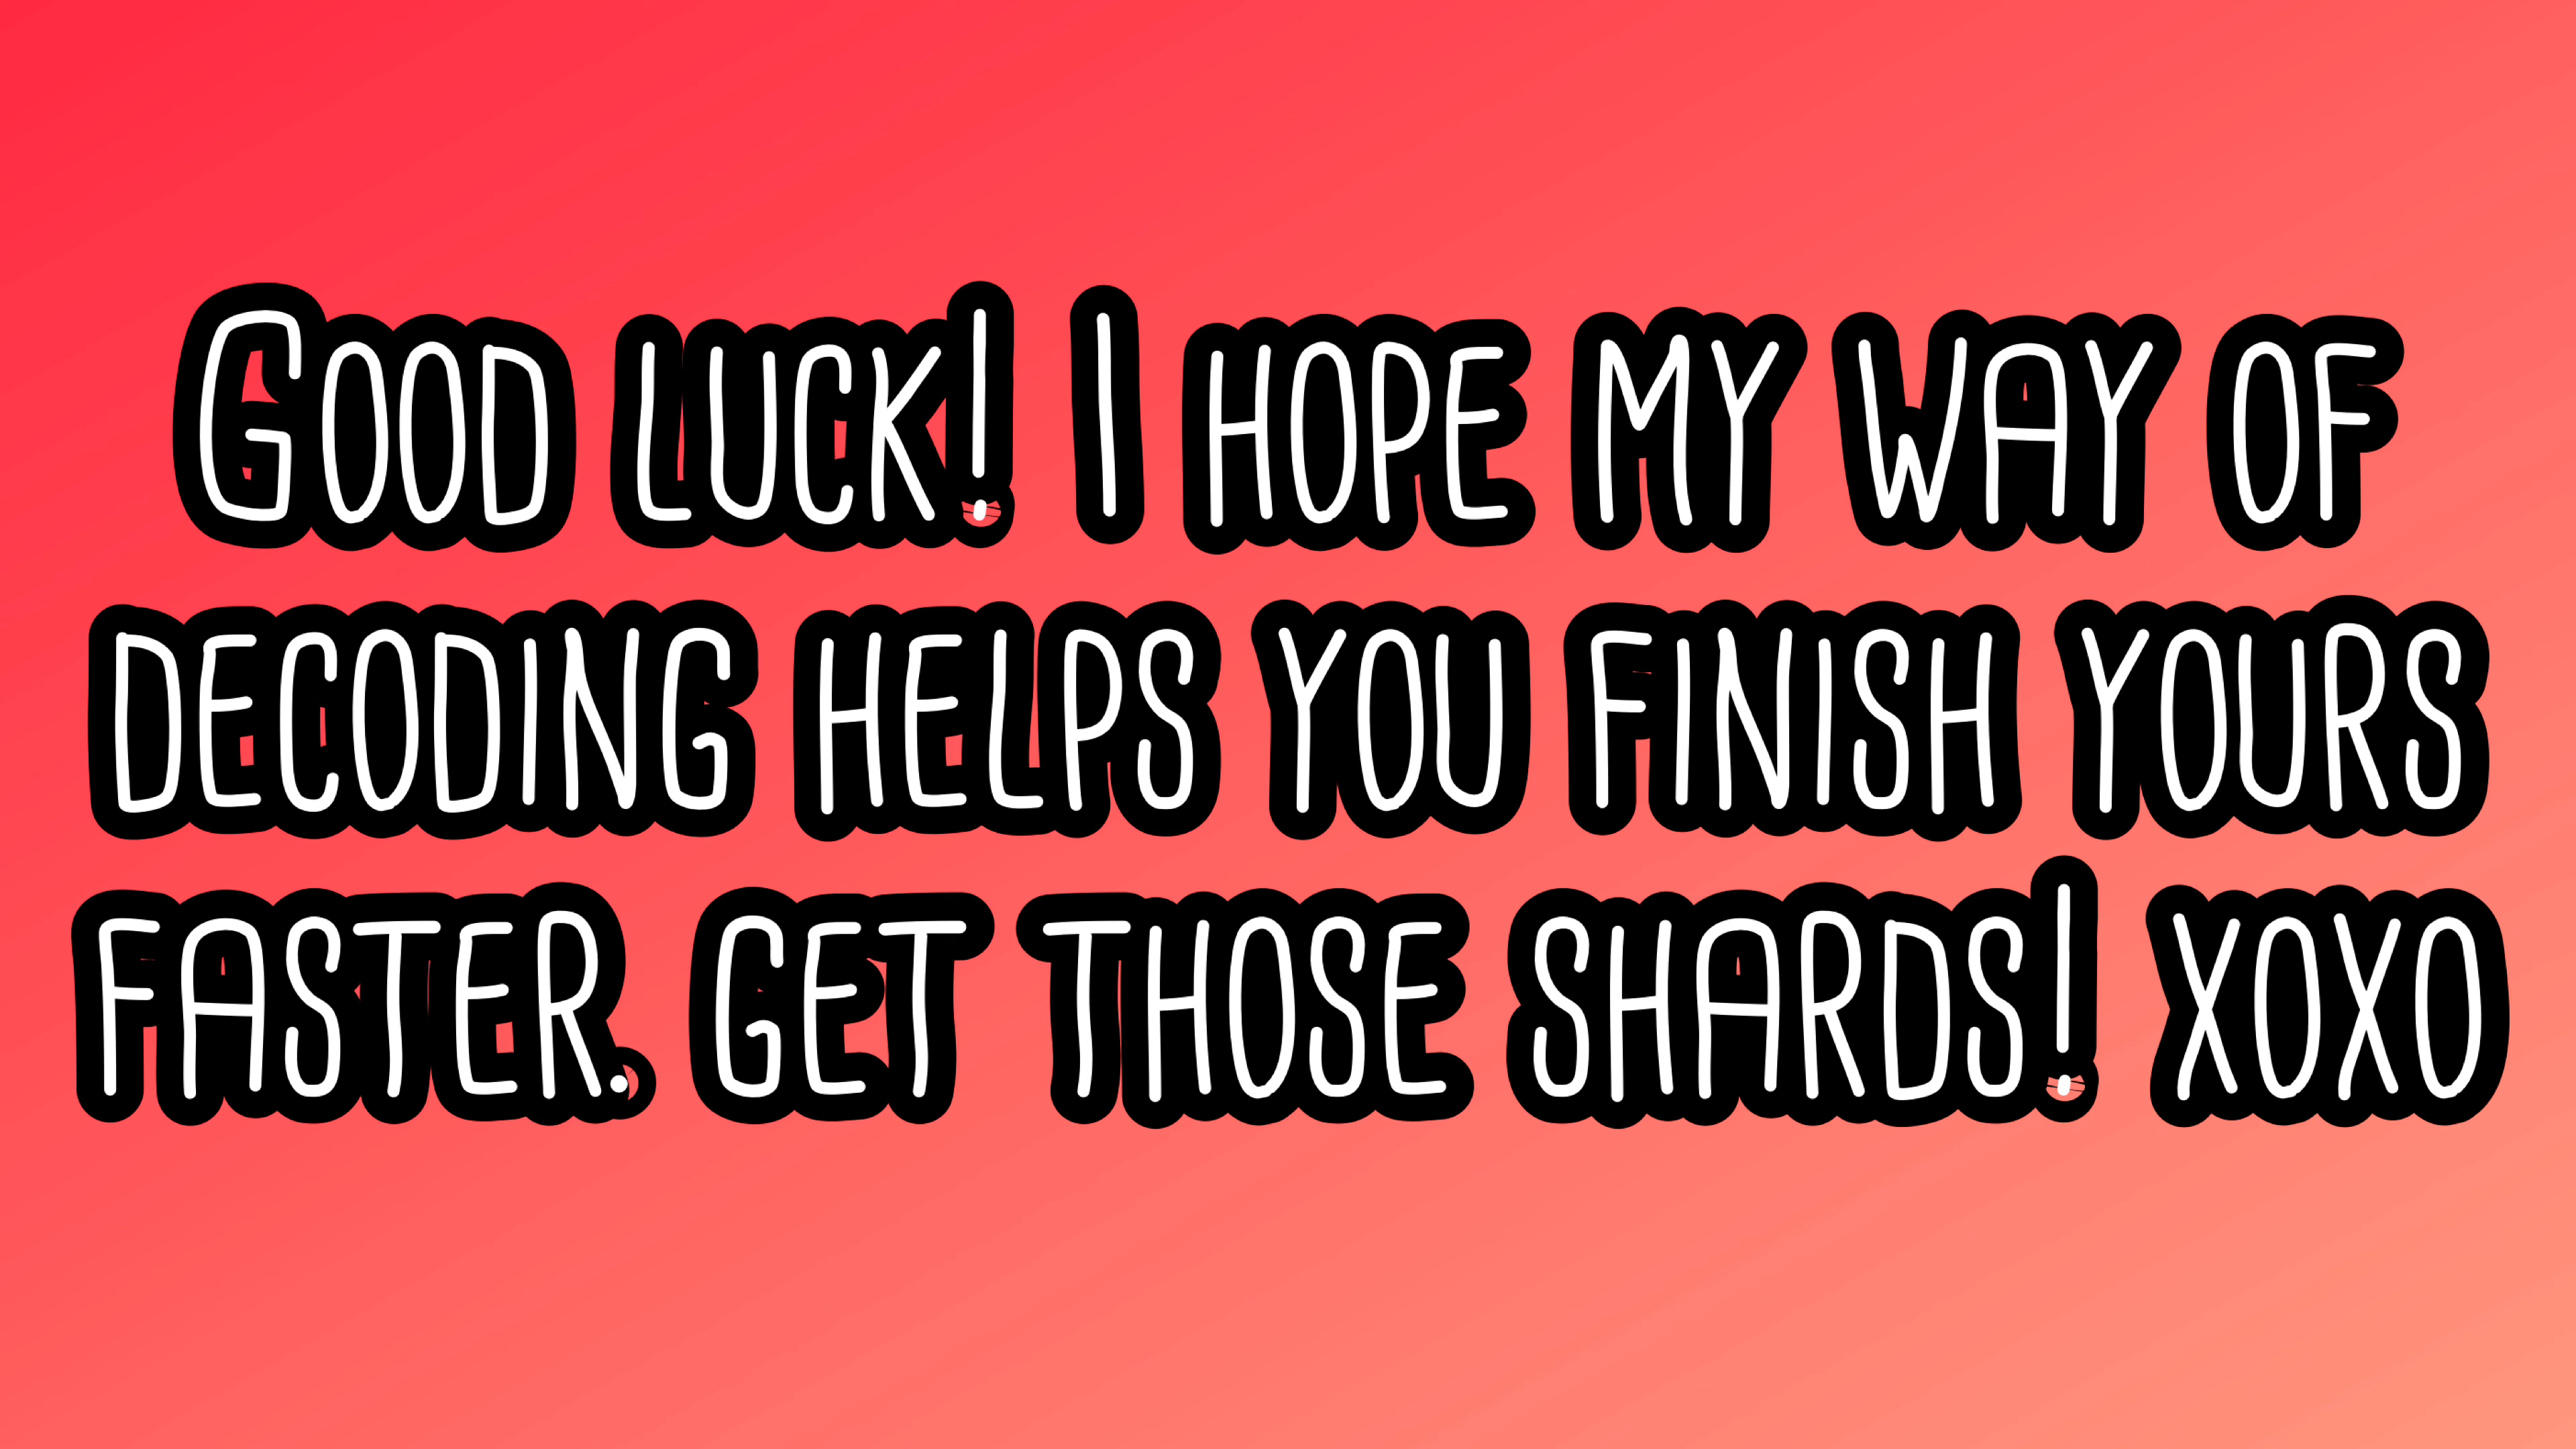 Good luck! I hope my way of
decoding helps you finish yours
faster. Get those shards! xoxo